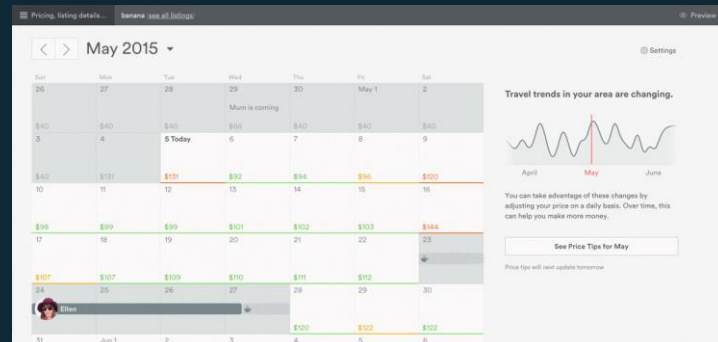 Pricing, listing details... banana (see all listings) Preview
May 2015 Settings
Sun Mon Tue Wed Thu Fri Sat
26 27 28 29 30 May 1 2
Mum is coming
$40 $40 $40 $40 $40 $40
3 4 5 Today 6 7 8 9
$40 $131 $131 $92 $94 $96 $120
10 11 12 13 14 15 16
$98 $99 $99 $101 $102 $103 $144
17 18 19 20 21 22 23
$107 $107 $109 $110 $111 $112
24 25 26 27 28 29 30
Ellen
$120 $122 $122
31 Jun 1 2 3 4 5 6
Travel trends in your area are changing.
April May June
You can take advantage of these changes by
adjusting your price on a daily basis. Over time, this
can help you make more money.
See Price Tips for May
Price tips will next update tomorrow